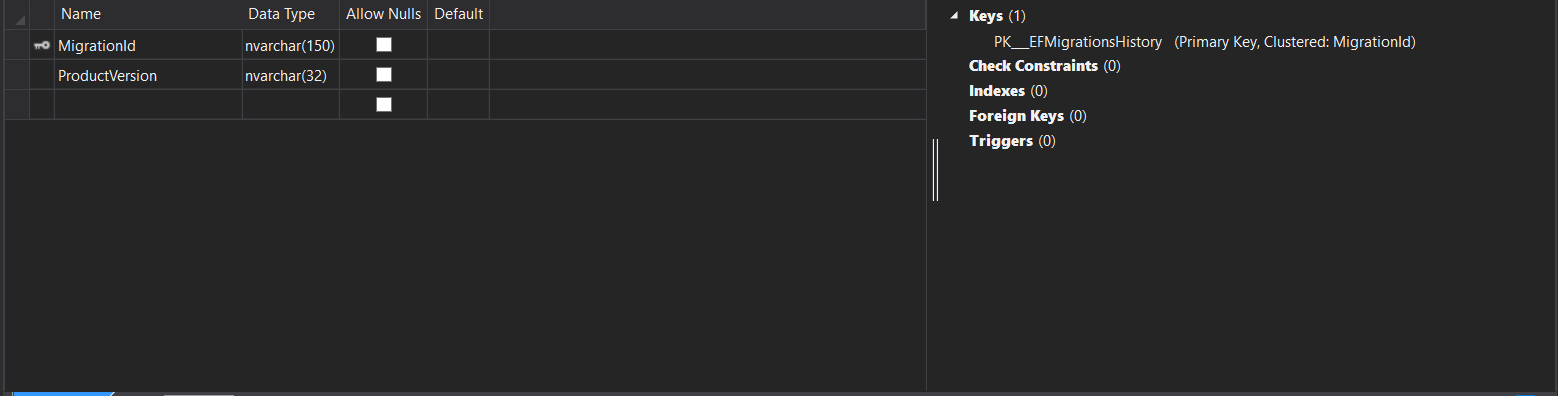 Name Data Type Allow Nulls Default
MigrationId nvarchar(150)
ProductVersion nvarchar(32)
Keys (1)
PK___EFMigrationsHistory (Primary Key, Clustered: MigrationId)
Check Constraints (0)
Indexes (0)
Foreign Keys (0)
Triggers (0)